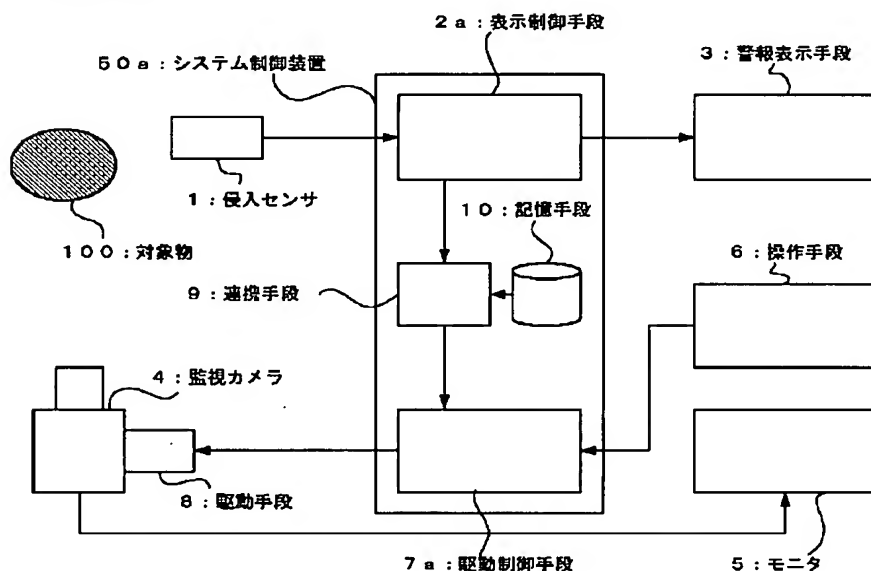 2a：表示制御手段
50a：システム制御装置
3：警報表示手段
1：侵入センサ
10：記憶手段
100：対象物
6：操作手段
9：連携手段
4：監視カメラ
8：駆動手段
7a：駆動制御手段
5：モニタ